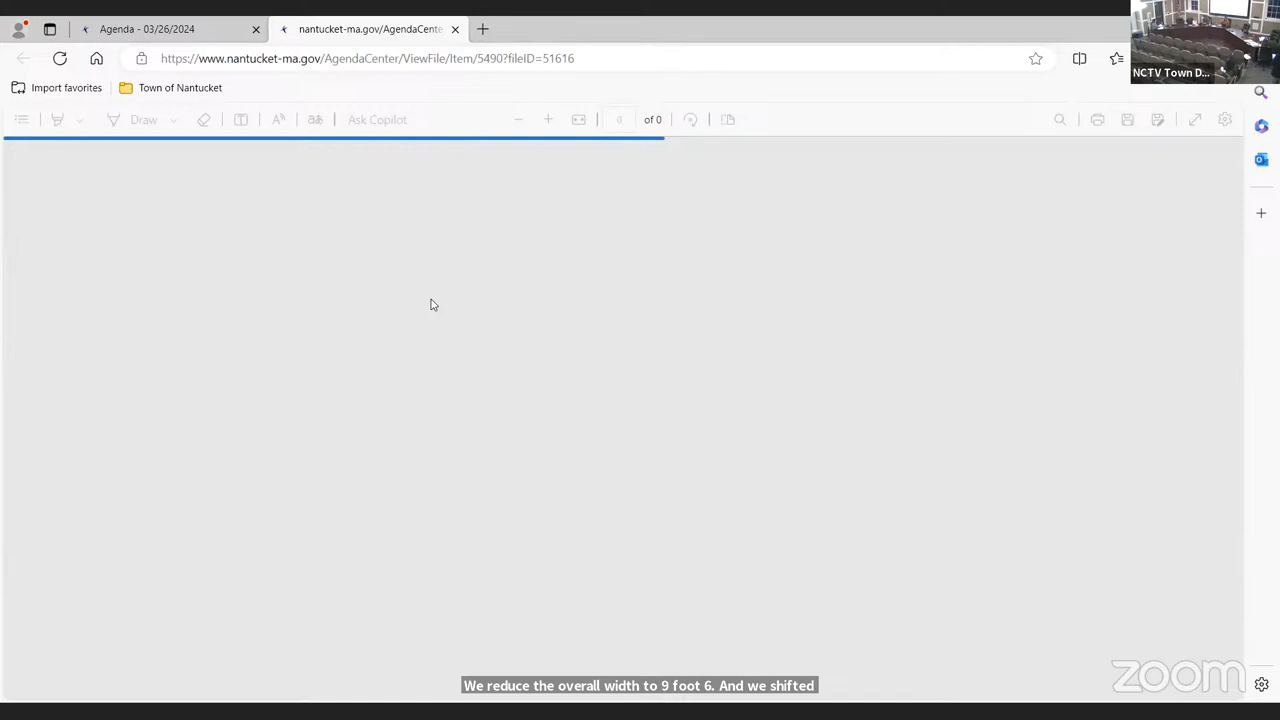 Agenda - 03/26/2024
nantucket-ma.gov/AgendaCente
https://www.nantucket-ma.gov/AgendaCenter/ViewFile/Item/5490?fileID=51616
NCTV Town D...
Import favorites
Town of Nantucket
Draw
Ask Copilot
0
of 0
We reduce the overall width to 9 foot 6. And we shifted
zoom